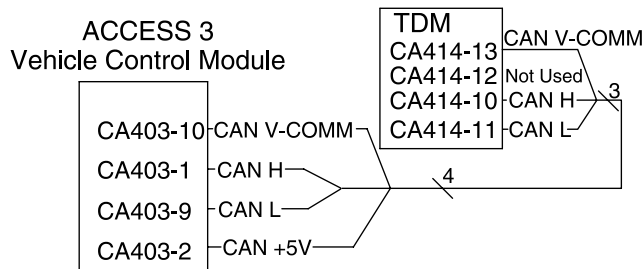 ACCESS 3
Vehicle Control Module
CA403-10 CAN V-COMM
CA403-1 CAN H
CA403-9 CAN L
CA403-2 CAN +5V
4
TDM
CA414-13 CAN V-COMM
CA414-12 Not Used
CA414-10 CAN H
CA414-11 CAN L
3